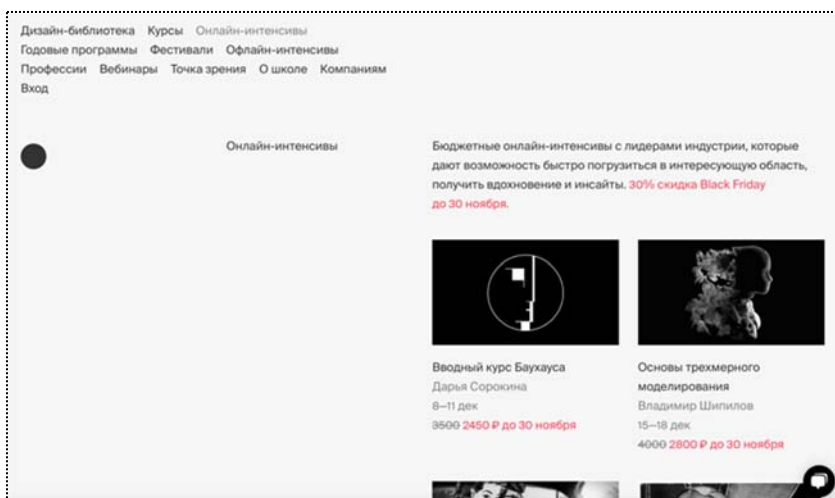 Дизайн-библиотека Курсы Онлайн-интенсивы
Годовые программы Фестивали Офлайн-интенсивы
Профессии Вебинары Точка зрения О школе Компаниям
Вход
Онлайн-интенсивы
Бюджетные онлайн-интенсивы с лидерами индустрии, которые
дают возможность быстро погрузиться в интересующую область,
получить вдохновение и инсайты. 30% скидка Black Friday
до 30 ноября.
Вводный курс Баухауса
Дарья Сорокина
8–11 дек
3500 2450 ₽ до 30 ноября
Основы трехмерного
моделирования
Владимир Шипилов
15–18 дек
4000 2800 ₽ до 30 ноября